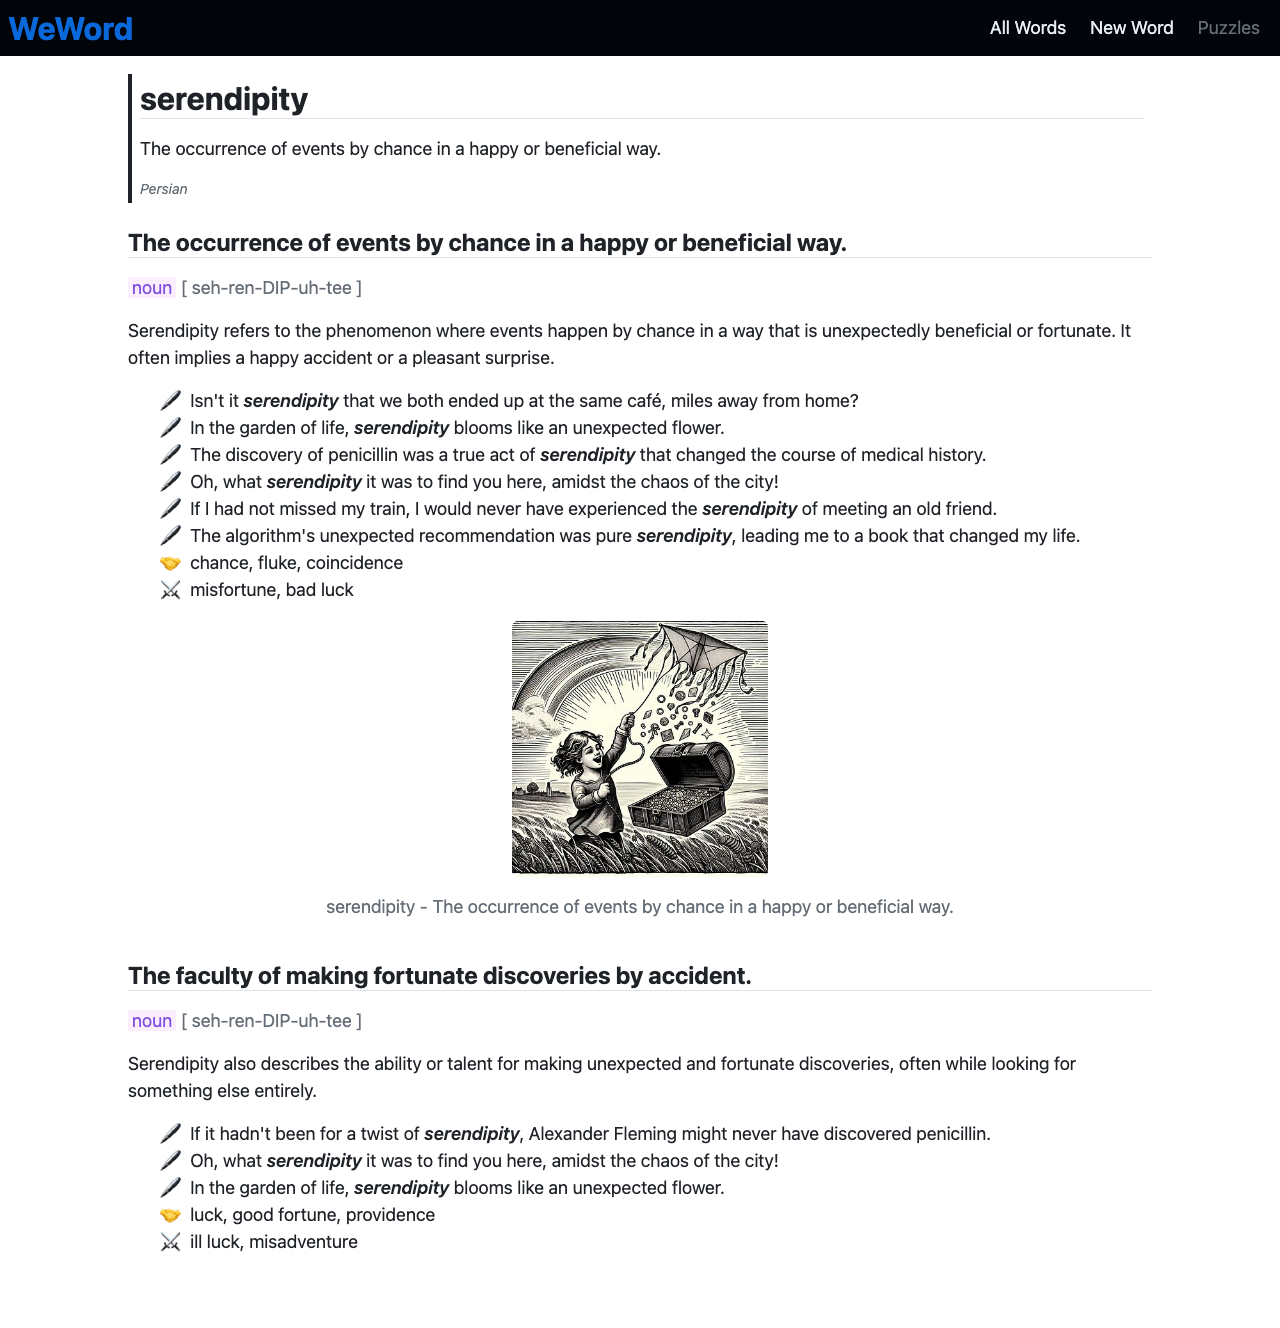 WeWord
All Words New Word Puzzles
serendipity
The occurrence of events by chance in a happy or beneficial way.
Persian
The occurrence of events by chance in a happy or beneficial way.
noun [ seh-ren-DIP-uh-tee ]
Serendipity refers to the phenomenon where events happen by chance in a way that is unexpectedly beneficial or fortunate. It
often implies a happy accident or a pleasant surprise.
Isn't it serendipity that we both ended up at the same café, miles away from home?
In the garden of life, serendipity blooms like an unexpected flower.
The discovery of penicillin was a true act of serendipity that changed the course of medical history.
Oh, what serendipity it was to find you here, amidst the chaos of the city!
If I had not missed my train, I would never have experienced the serendipity of meeting an old friend.
The algorithm's unexpected recommendation was pure serendipity, leading me to a book that changed my life.
chance, fluke, coincidence
misfortune, bad luck
serendipity - The occurrence of events by chance in a happy or beneficial way.
The faculty of making fortunate discoveries by accident.
noun [ seh-ren-DIP-uh-tee ]
Serendipity also describes the ability or talent for making unexpected and fortunate discoveries, often while looking for
something else entirely.
If it hadn't been for a twist of serendipity, Alexander Fleming might never have discovered penicillin.
Oh, what serendipity it was to find you here, amidst the chaos of the city!
In the garden of life, serendipity blooms like an unexpected flower.
luck, good fortune, providence
ill luck, misadventure